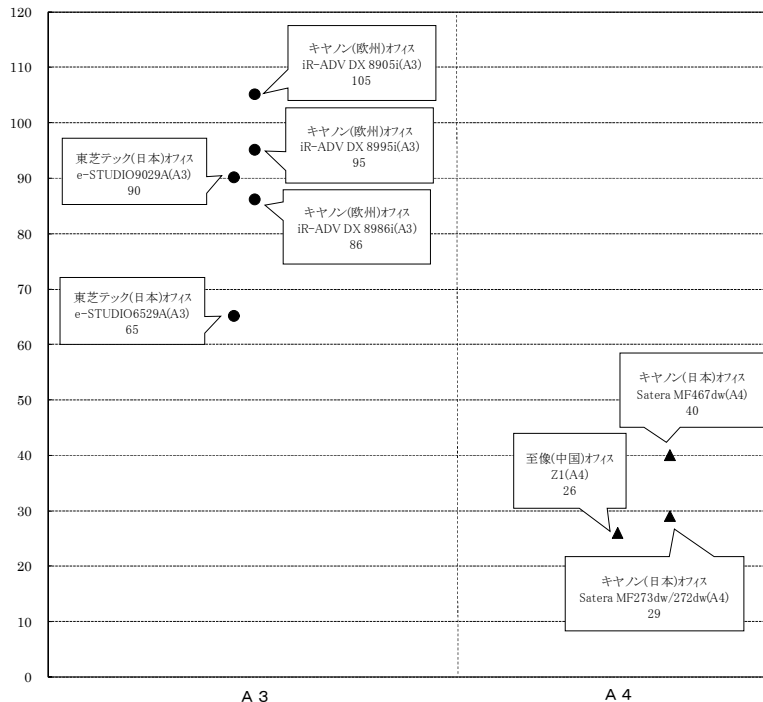 120
110
100
90
80
70
60
50
40
30
20
10
0
キヤノン(欧州)オフィス
iR-ADV DX 8905i(A3)
105
キヤノン(欧州)オフィス
iR-ADV DX 8995i(A3)
95
東芝テック(日本)オフィス
e-STUDIO9029A(A3)
90
キヤノン(欧州)オフィス
iR-ADV DX 8986i(A3)
86
東芝テック(日本)オフィス
e-STUDIO6529A(A3)
65
キヤノン(日本)オフィス
Satera MF467dw(A4)
40
至像(中国)オフィス
Z1(A4)
26
キヤノン(日本)オフィス
Satera MF273dw/272dw(A4)
29
A 3
A 4